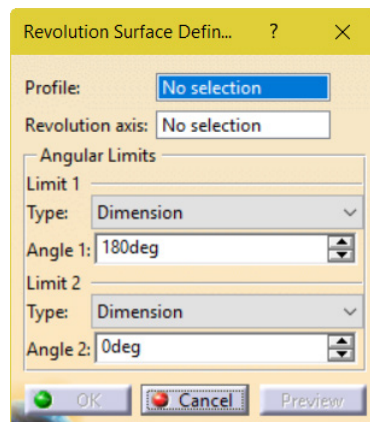 Revolution Surface Defin... ? ×
Profile: No selection
Revolution axis: No selection
Angular Limits
Limit 1
Type: Dimension
Angle 1: 180deg
Limit 2
Type: Dimension
Angle 2: 0deg
OK Cancel Preview